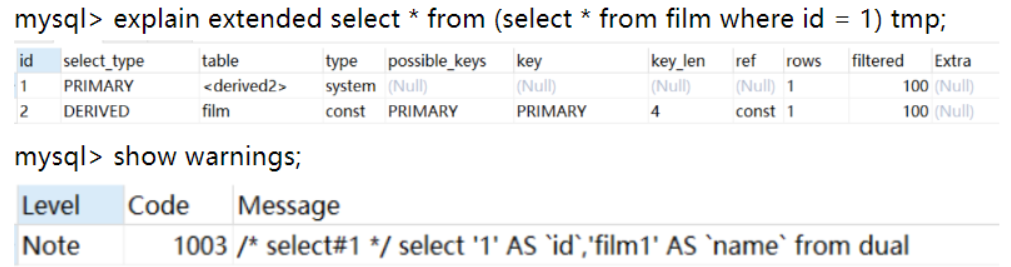 mysql> explain extended select * from (select * from film where id = 1) tmp;
id select_type table type possible_keys key key_len ref rows filtered Extra
1 PRIMARY <derived2> system (Null) (Null) (Null) (Null) 1 100 (Null)
2 DERIVED film const PRIMARY PRIMARY 4 const 1 100 (Null)
mysql> show warnings;
Level Code Message
Note 1003 /* select#1 */ select '1' AS `id`,'film1' AS `name` from dual